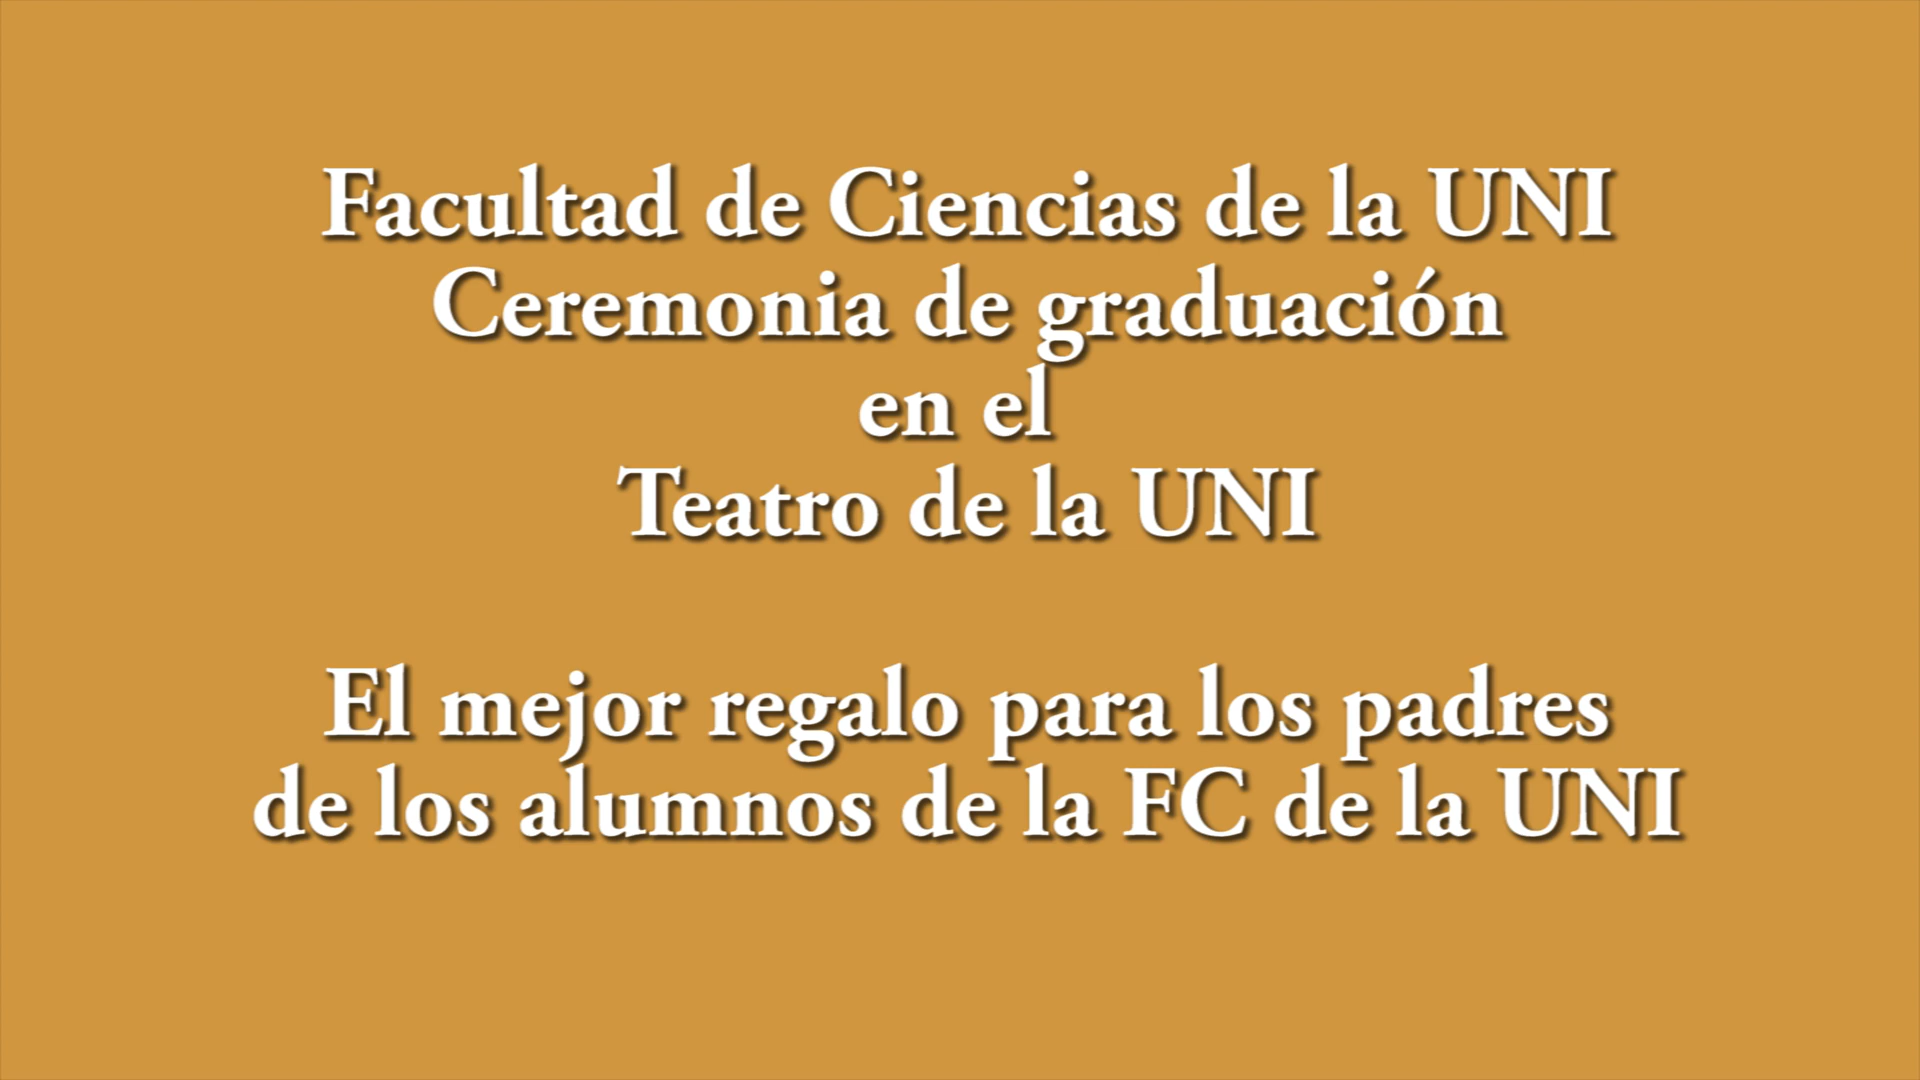 Facultad de Ciencias de la UNI
Ceremonia de graduación
en el
Teatro de la UNI
El mejor regalo para los padres
de los alumnos de la FC de la UNI